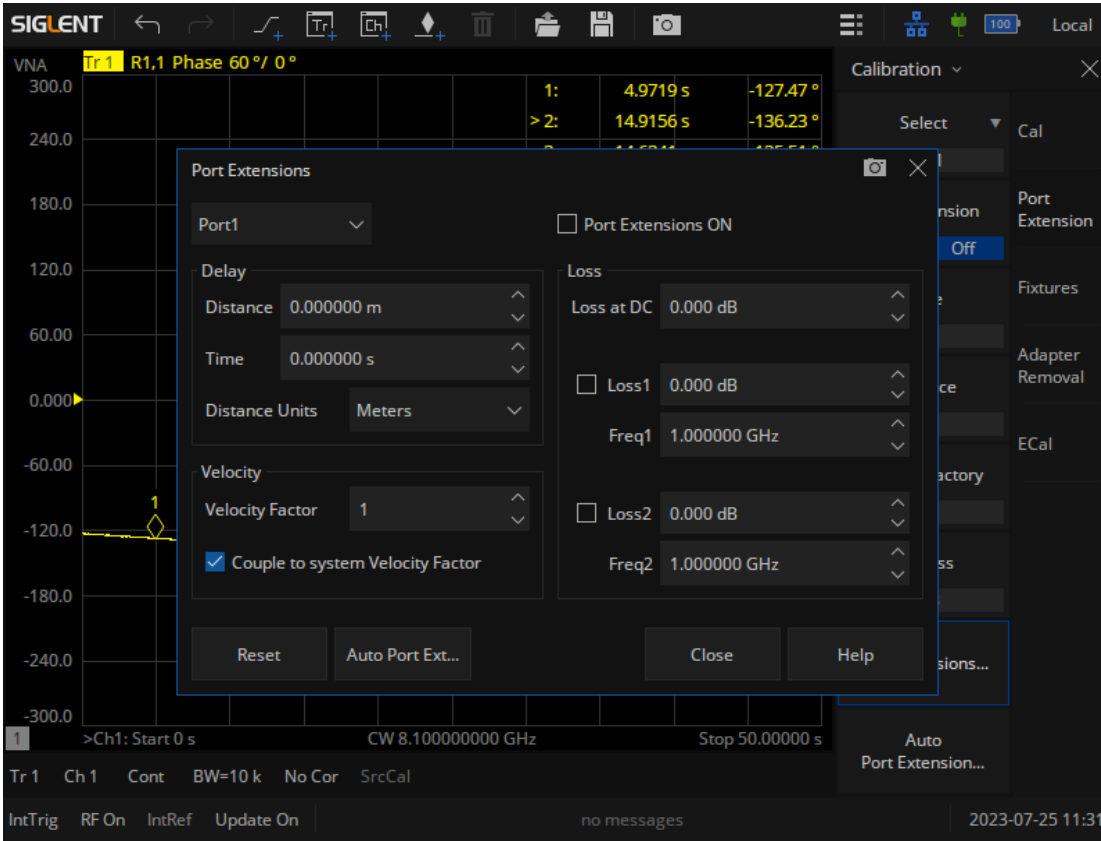 SIGLENT
Tr
Ch
100
Local
VNA
Tr 1 R1,1 Phase 60 °/ 0 °
Calibration
300.0
240.0
180.0
120.0
60.00
0.000
-60.00
-120.0
-180.0
-240.0
-300.0
1: 4.9719 s -127.47 °
> 2: 14.9156 s -136.23 °
1
Port Extensions
Port1
Port Extensions ON
Delay
Distance 0.000000 m
Time 0.000000 s
Distance Units Meters
Velocity
Velocity Factor 1
Couple to system Velocity Factor
Loss
Loss at DC 0.000 dB
Loss1 0.000 dB
Freq1 1.000000 GHz
Loss2 0.000 dB
Freq2 1.000000 GHz
Reset
Auto Port Ext...
Close
Help
Select
Off
Auto
Port Extension...
Cal
Port
Extension
Fixtures
Adapter
Removal
ECal
1 >Ch1: Start 0 s CW 8.100000000 GHz Stop 50.00000 s
Tr 1 Ch 1 Cont BW=10 k No Cor SrcCal
IntTrig RF On IntRef Update On no messages 2023-07-25 11:31